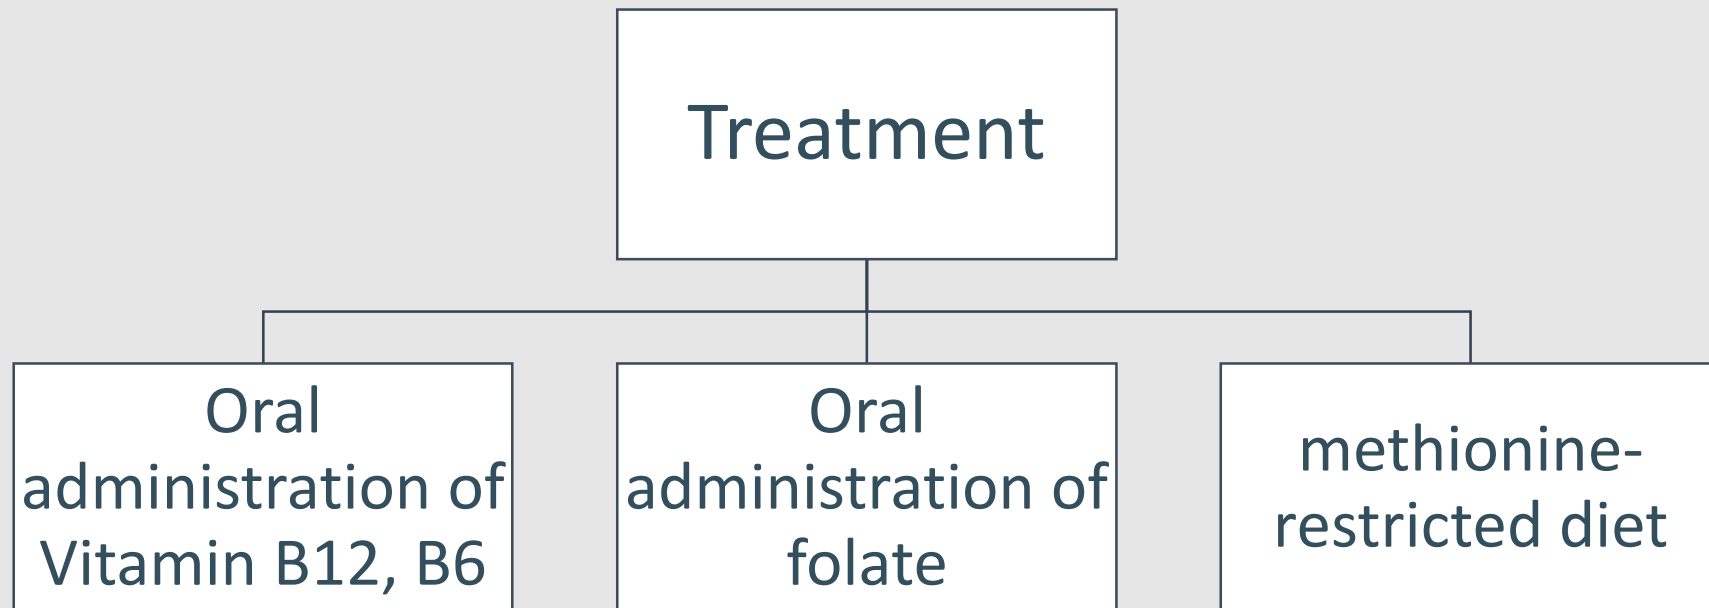 Treatment
Oral
administration of
Vitamin B12, B6
Oral
administration of
folate
methionine-
restricted diet